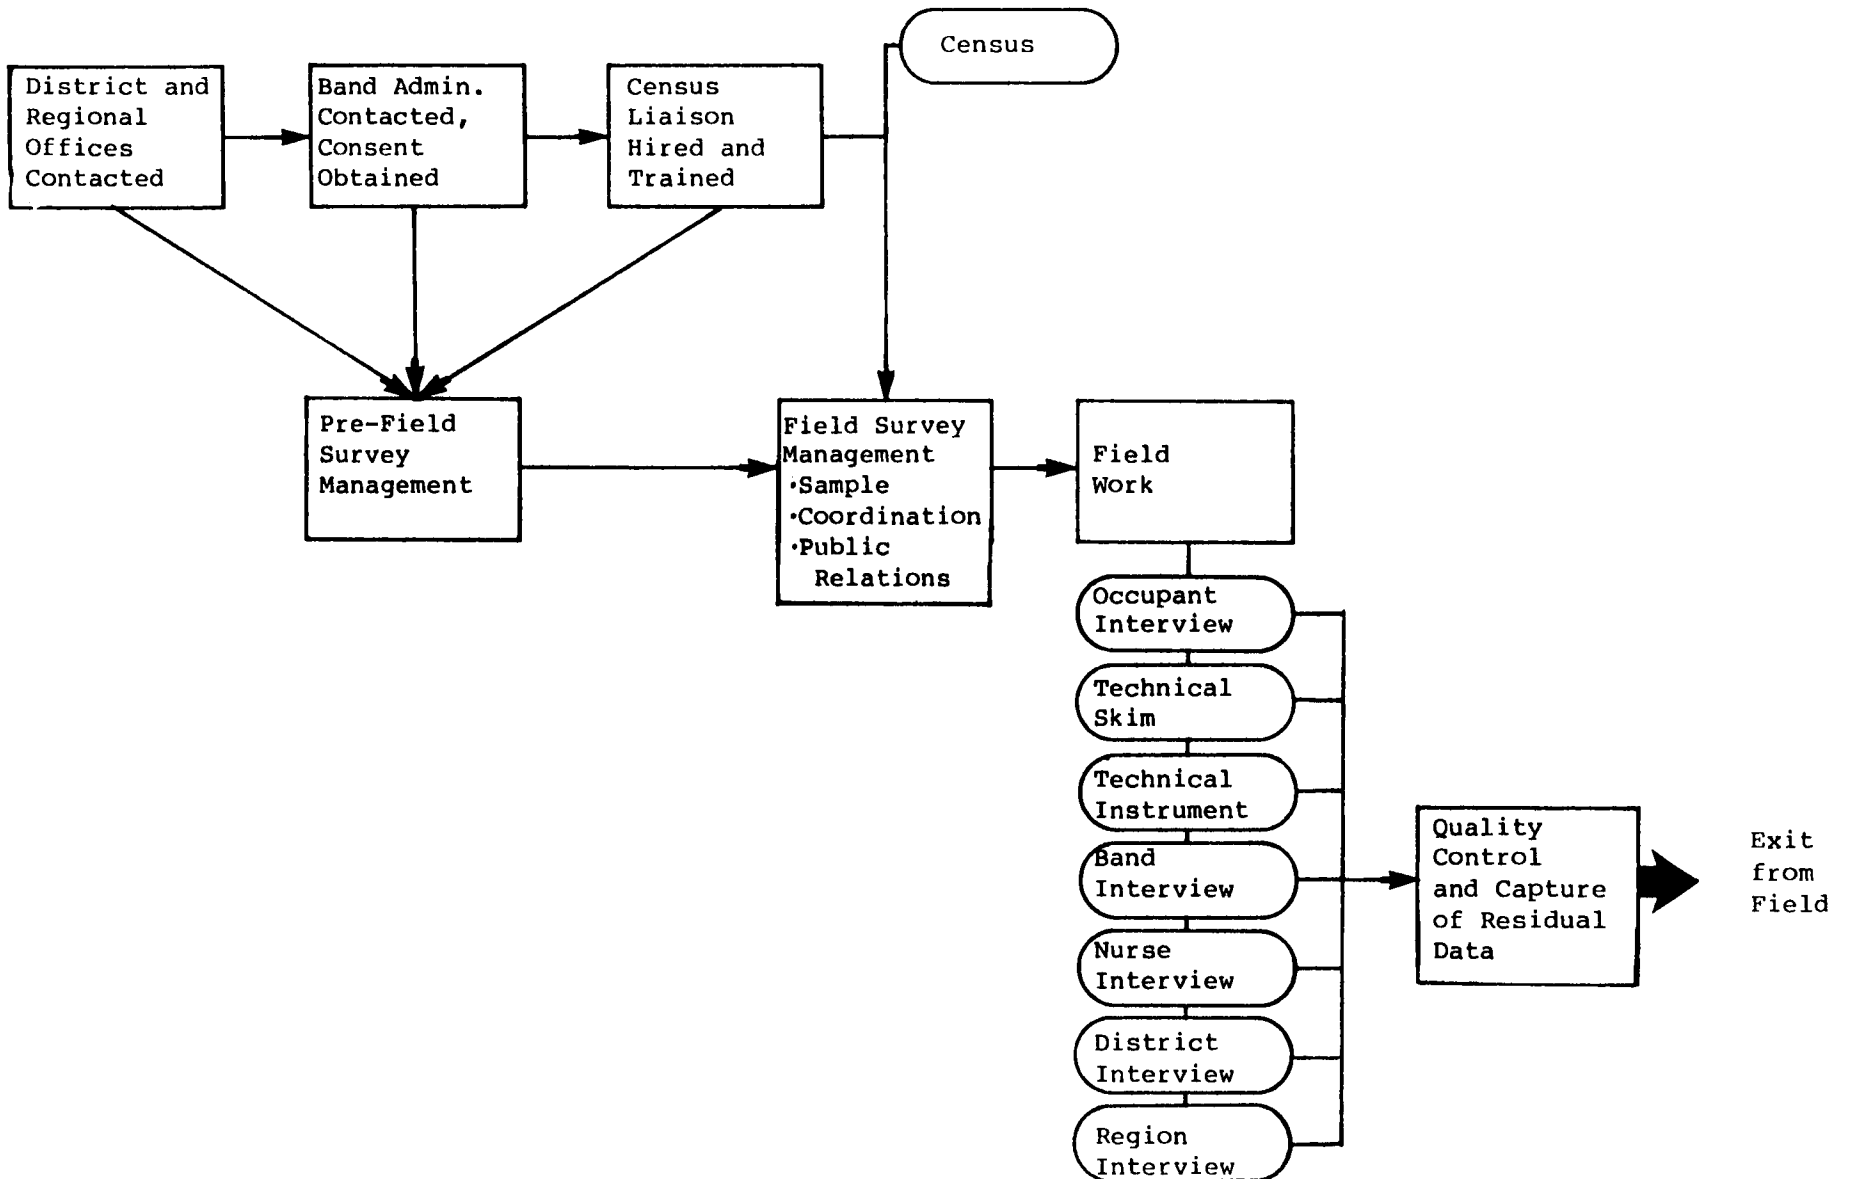 Census
District and
Regional
Offices
Contacted
Band Admin.
Contacted,
Consent
Obtained
Census
Liaison
Hired and
Trained
Pre-Field
Survey
Management
Field Survey
Management
·Sample
·Coordination
·Public
Relations
Field
Work
Occupant
Interview
Technical
Skim
Technical
Instrument
Band
Interview
Nurse
Interview
District
Interview
Region
Interview
Quality
Control
and Capture
of Residual
Data
Exit
from
Field